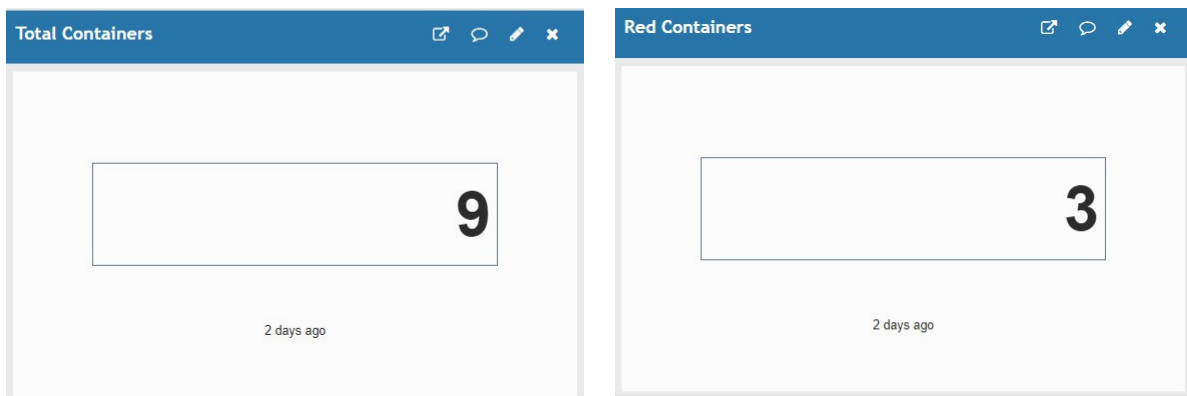 Total Containers
9
2 days ago
Red Containers
3
2 days ago